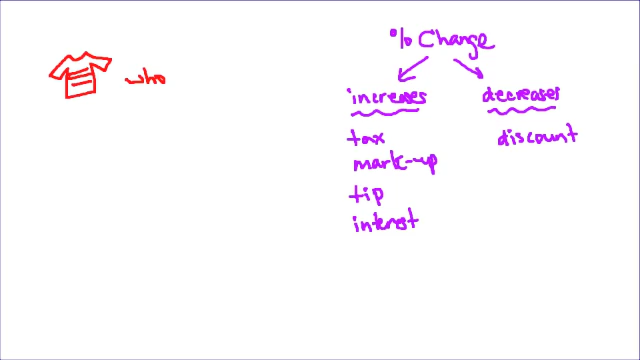 % Change
increases decreases
tax discount
mark-up
tip
interest
who